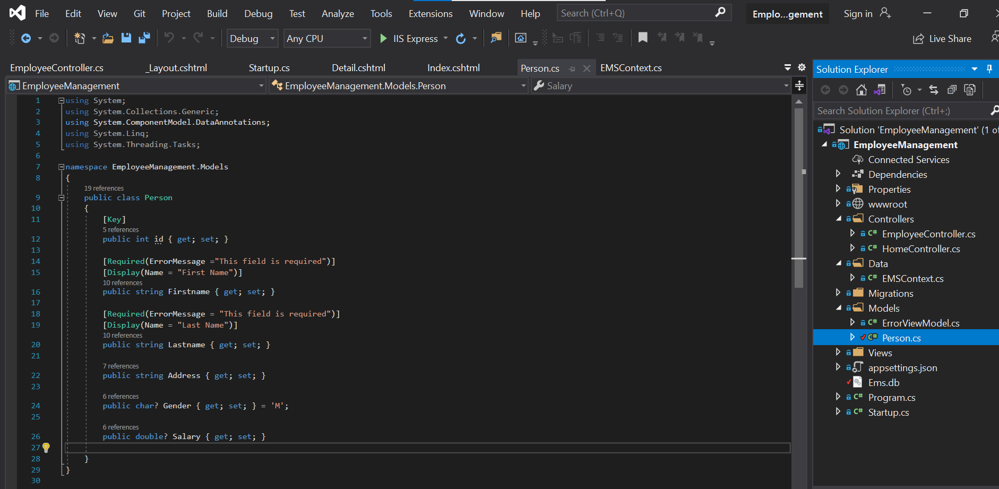 File Edit View Git Project Build Debug Test Analyze Tools Extensions Window Help Search (Ctrl+Q) Emplo...gement Sign in
Debug Any CPU IIS Express Live Share
EmployeeController.cs _Layout.cshtml Startup.cs Detail.cshtml Index.cshtml Person.cs EMSContext.cs
EmployeeManagement EmployeeManagement.Models.Person Salary
1 using System;
2 using System.Collections.Generic;
3 using System.ComponentModel.DataAnnotations;
4 using System.Linq;
5 using System.Threading.Tasks;
6
7 namespace EmployeeManagement.Models
8 {
19 references
9 public class Person
10 {
11 [Key]
5 references
12 public int id { get; set; }
13
14 [Required(ErrorMessage ="This field is required")]
15 [Display(Name = "First Name")]
10 references
16 public string Firstname { get; set; }
17
18 [Required(ErrorMessage = "This field is required")]
19 [Display(Name = "Last Name")]
10 references
20 public string Lastname { get; set; }
21
7 references
22 public string Address { get; set; }
23
6 references
24 public char? Gender { get; set; } = 'M';
25
6 references
26 public double? Salary { get; set; }
27
28 }
29 }
30
Solution Explorer
Search Solution Explorer (Ctrl+;)
Solution 'EmployeeManagement' (1 of
EmployeeManagement
Connected Services
Dependencies
Properties
wwwroot
Controllers
C# EmployeeController.cs
C# HomeController.cs
Data
C# EMSContext.cs
Migrations
Models
C# ErrorViewModel.cs
C# Person.cs
Views
appsettings.json
Ems.db
C# Program.cs
C# Startup.cs